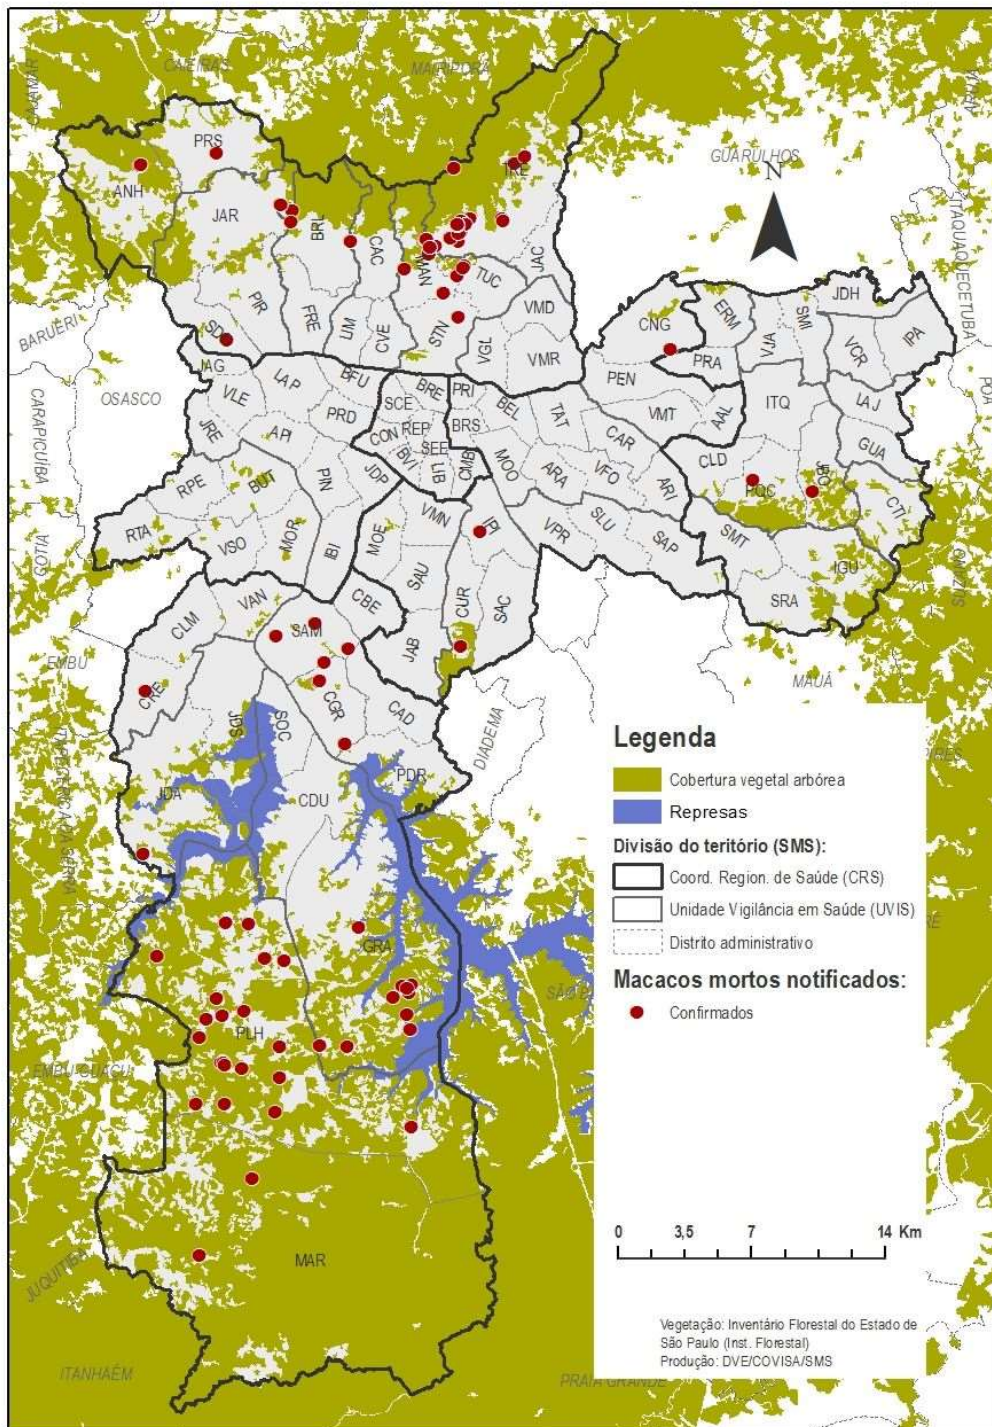 CAJAMAR
CAIEIRAS
MAIRIPORÃ
GUARULHOS
N
ITAQUAQUECETUBA
BARUERI
OSASCO
CARAPICUIBA
COTIA
EMBU
DIADEMA
MAUÁ
EMBU-GUAÇU
JUQUITIBA
ITANHAÉM
PRAIA GRANDE
PRS
ANH
JAR
BRL
CAC
MAN
TRE
TUC
JAC
PIR
FRE
LIM
CVE
STN
VGL
VMD
VMR
CNG
ERM
PRA
VJA
SMI
JDH
VCR
IPA
JAG
VLE
LAP
BFU
BRE
PRI
BEL
TAT
PEN
VMT
AAL
ITQ
LAJ
GUA
JRE
API
PRD
SCE
CON
REP
SEE
BVI
LIB
CMB
BRS
MOO
ARA
CAR
VFO
ARI
CLD
PQC
JBO
CTI
RPE
BUT
PIN
JDP
RTA
VSO
MOR
IBI
MOE
VMN
IPI
VPR
SLU
SAP
SMT
IGU
SRA
CLM
VAN
SAM
CBE
SAU
CUR
SAC
JAB
CRE
CGR
CAD
SOC
JDA
CDU
PDR
GRA
PLH
MAR
Legenda
Cobertura vegetal arbórea
Represas
Divisão do teritório (SMS):
Coord. Region. de Saúde (CRS)
Unidade Vigilância em Saúde (UVIS)
Distrito administrativo
Macacos mortos notificados:
Confirmados
0 3,5 7 14 Km
Vegetação: Inventário Florestal do Estado de
São Paulo (Inst. Florestal)
Produção: DVE/COVISA/SMS